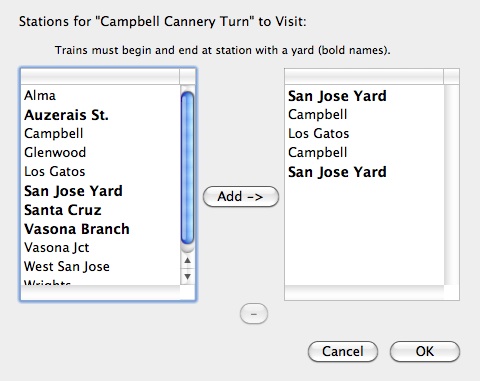 Stations for "Campbell Cannery Turn" to Visit:
Trains must begin and end at station with a yard (bold names).
Alma
Auzerais St.
Campbell
Glenwood
Los Gatos
San Jose Yard
Santa Cruz
Vasona Branch
Vasona Jct
West San Jose
Wrights
Add ->
San Jose Yard
Campbell
Los Gatos
Campbell
San Jose Yard
-
Cancel
OK